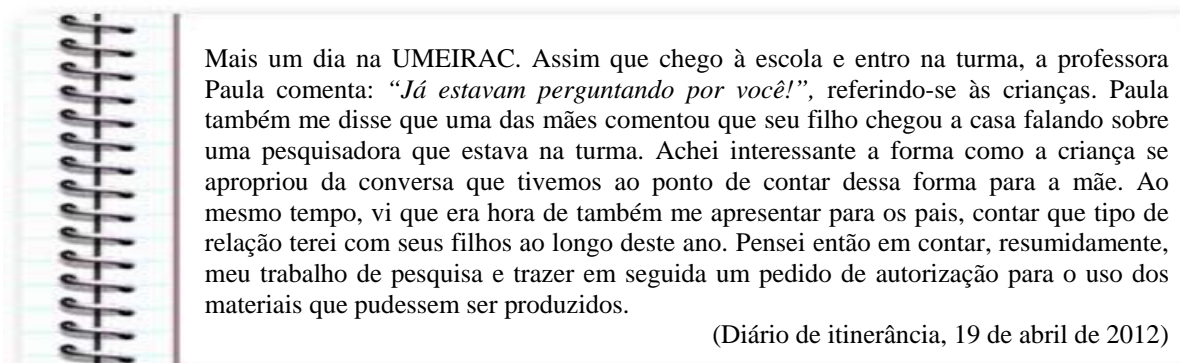 Mais um dia na UMEIRAC. Assim que chego à escola e entro na turma, a professora
Paula comenta: “Já estavam perguntando por você!”, referindo-se às crianças. Paula
também me disse que uma das mães comentou que seu filho chegou a casa falando sobre
uma pesquisadora que estava na turma. Achei interessante a forma como a criança se
apropriou da conversa que tivemos ao ponto de contar dessa forma para a mãe. Ao
mesmo tempo, vi que era hora de também me apresentar para os pais, contar que tipo de
relação terei com seus filhos ao longo deste ano. Pensei então em contar, resumidamente,
meu trabalho de pesquisa e trazer em seguida um pedido de autorização para o uso dos
materiais que pudessem ser produzidos.
(Diário de itinerância, 19 de abril de 2012)